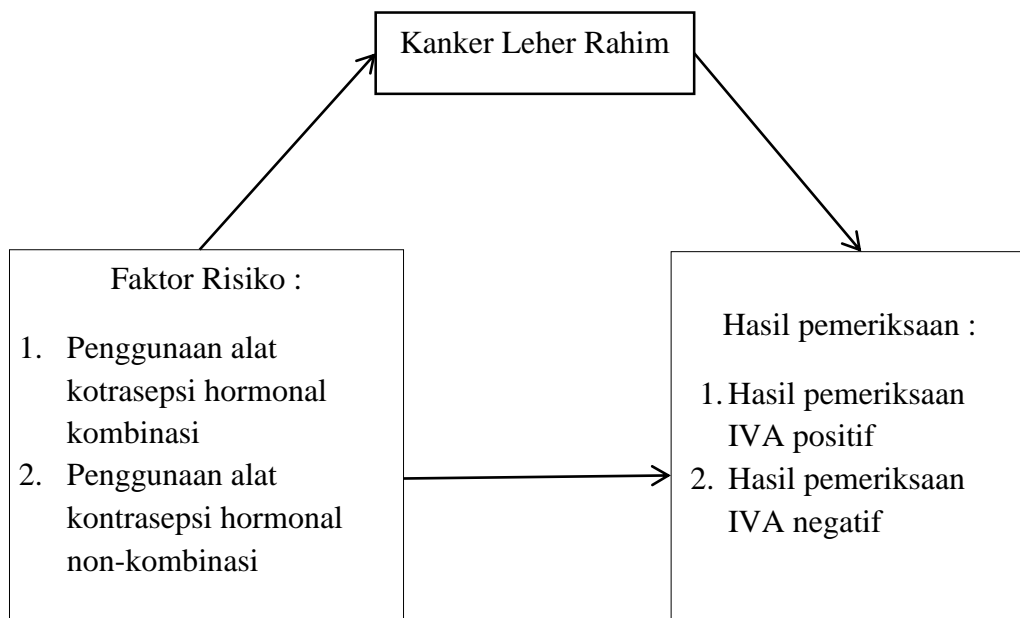 Kanker Leher Rahim
Faktor Risiko :
1. Penggunaan alat
kotrasepsi hormonal
kombinasi
2. Penggunaan alat
kontrasepsi hormonal
non-kombinasi
Hasil pemeriksaan :
1. Hasil pemeriksaan
IVA positif
2. Hasil pemeriksaan
IVA negatif